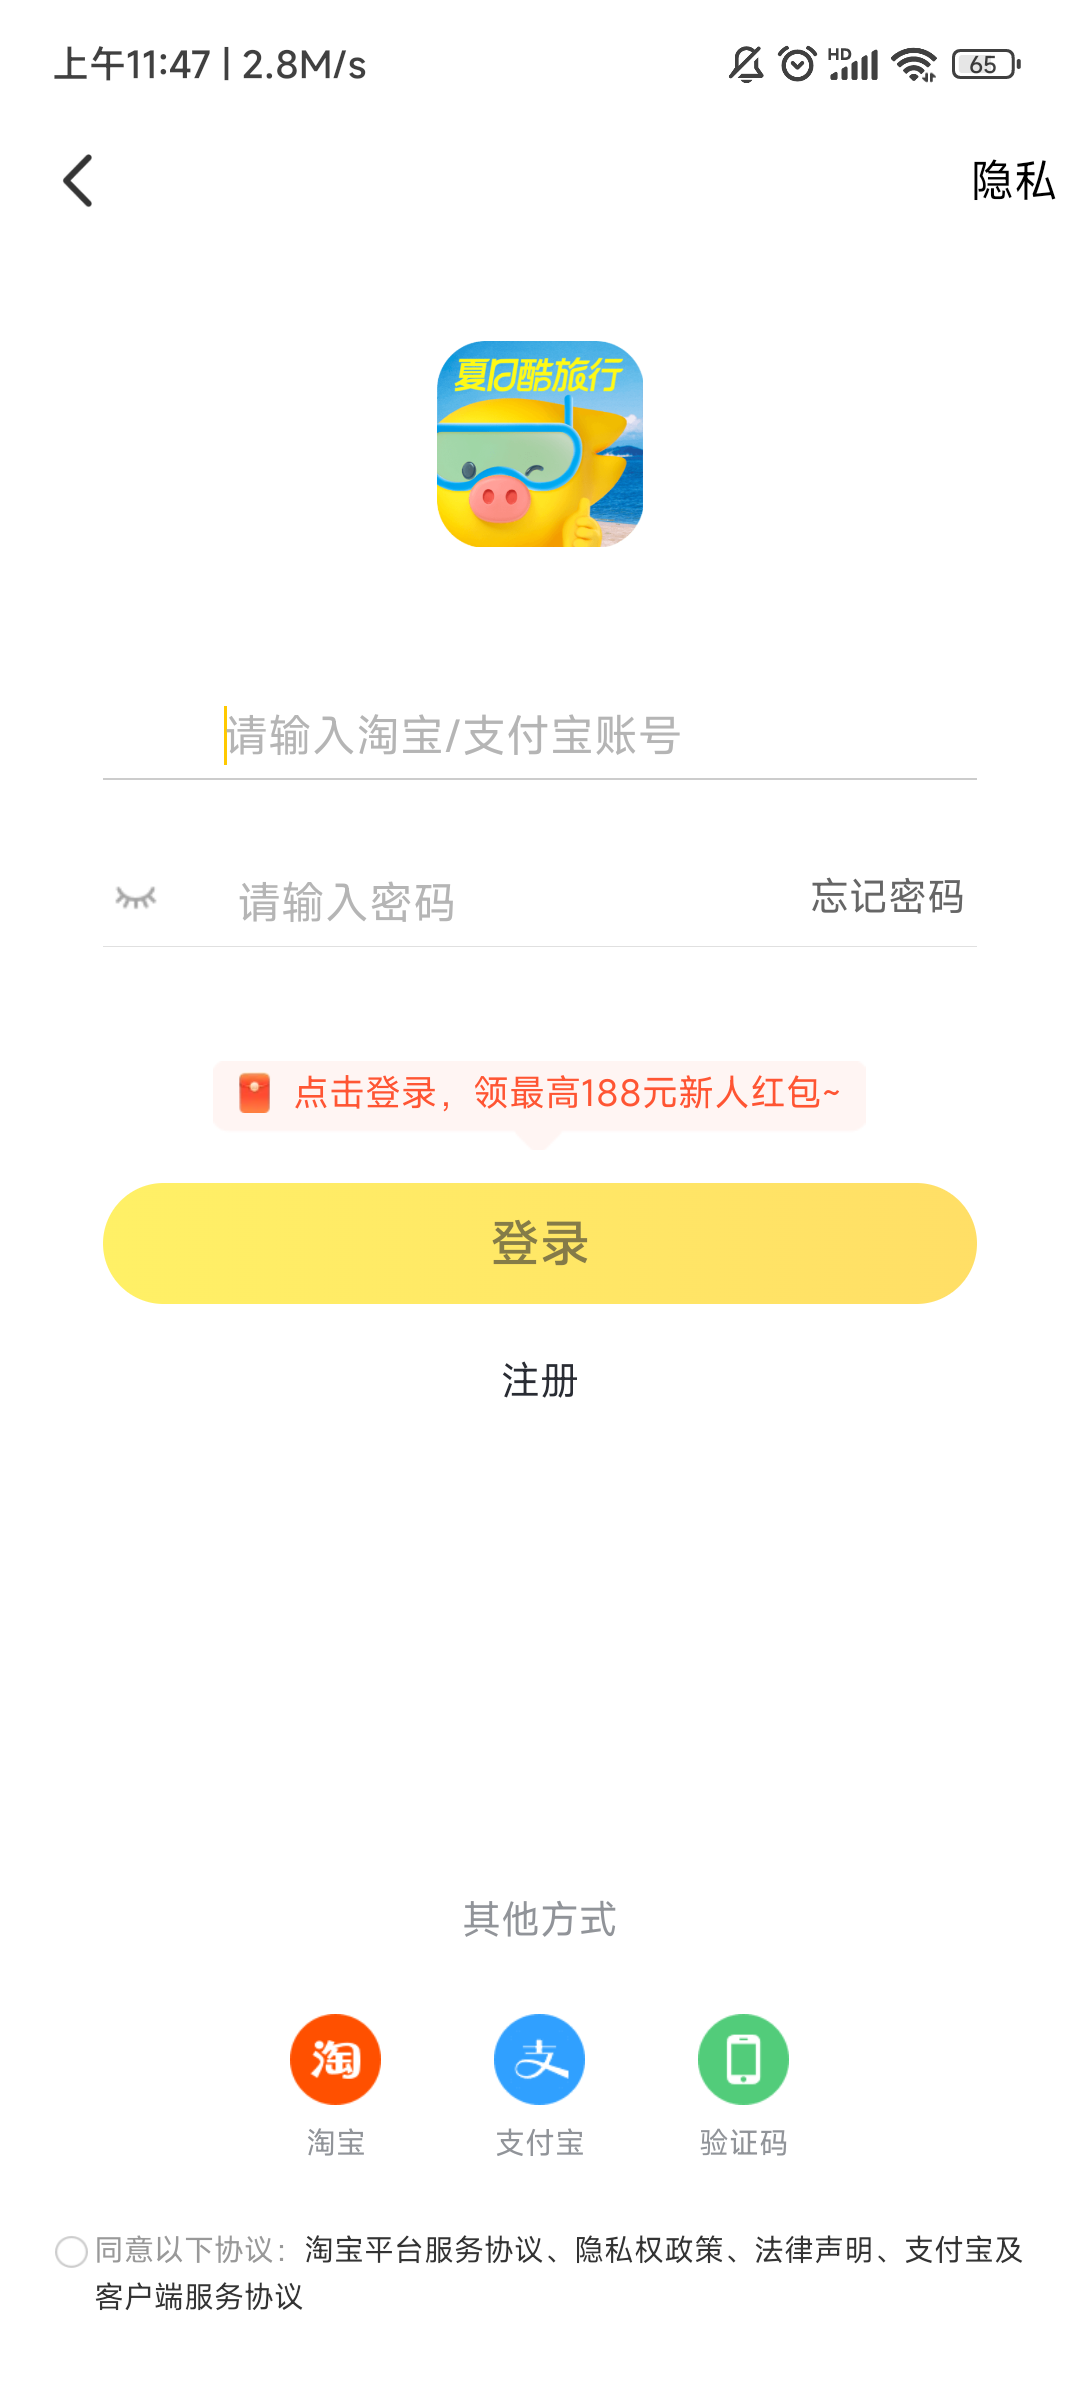 上午11:47 | 2.8M/s
HD
65
隐私
夏日酷旅行
请输入淘宝/支付宝账号
请输入密码
忘记密码
点击登录，领最高188元新人红包~
登录
注册
其他方式
淘
支
淘宝
支付宝
验证码
同意以下协议：淘宝平台服务协议、隐私权政策、法律声明、支付宝及
客户端服务协议